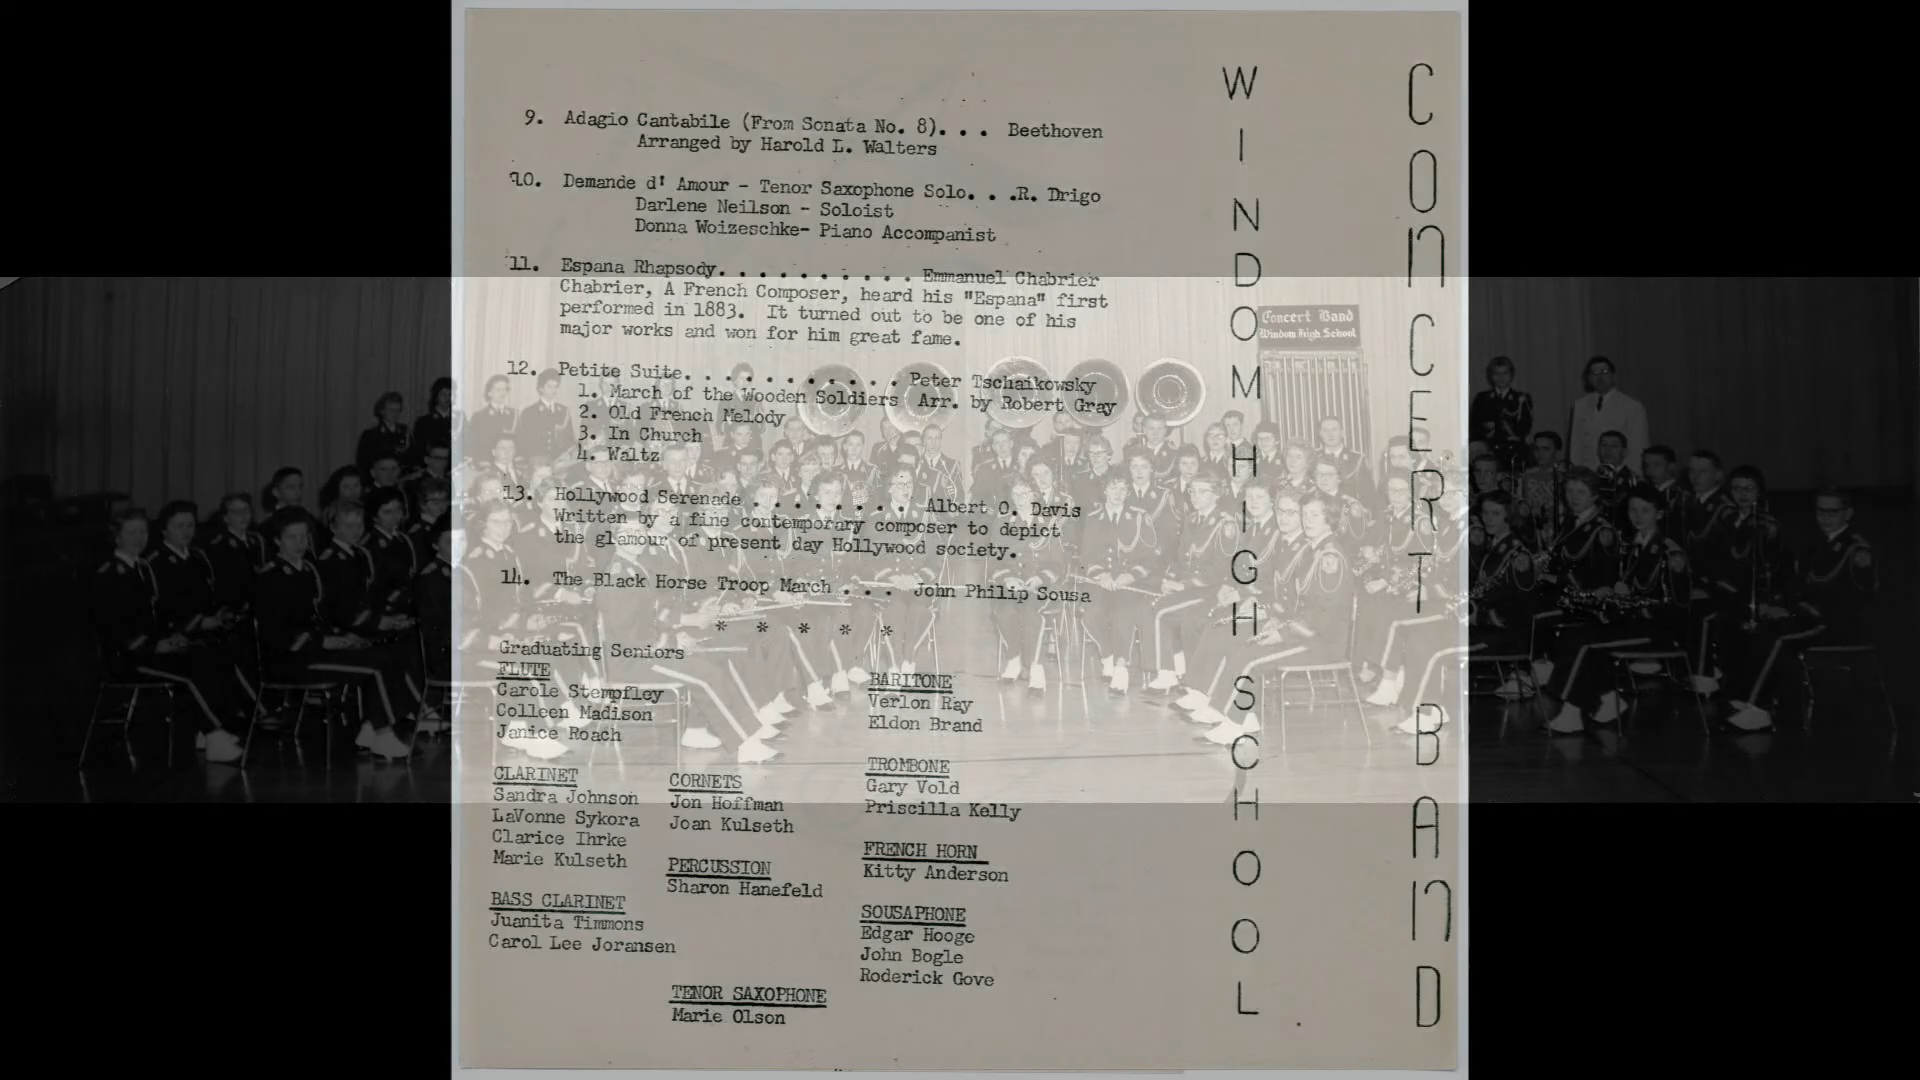 9. Adagio Cantabile (From Sonata No. 8). . . Beethoven
Arranged by Harold L. Walters
10. Demande d' Amour - Tenor Saxophone Solo. . .R. Drigo
Darlene Neilson - Soloist
Donna Woizeschke- Piano Accompanist
11. Espana Rhapsody. . . . . . . . . . Emmanuel Chabrier
Chabrier, A French Composer, heard his "Espana" first
performed in 1883. It turned out to be one of his
major works and won for him great fame.
12. Petite Suite. . . . . . . . . . . Peter Tschaikowsky
1. March of the Wooden Soldiers Arr. by Robert Gray
2. Old French Melody
3. In Church
4. Waltz
13. Hollywood Serenade . . . . . . . . Albert O. Davis
Written by a fine contemporary composer to depict
the glamour of present day Hollywood society.
14. The Black Horse Troop March . . . John Philip Sousa
* * * * *
Graduating Seniors
FLUTE
Carole Stempfley
Colleen Madison
Janice Roach
CLARINET
Sandra Johnson
LaVonne Sykora
Clarice Ihrke
Marie Kulseth
BASS CLARINET
Juanita Timmons
Carol Lee Joransen
CORNETS
Jon Hoffman
Joan Kulseth
PERCUSSION
Sharon Hanefeld
TENOR SAXOPHONE
Marie Olson
BARITONE
Verlon Ray
Eldon Brand
TROMBONE
Gary Vold
Priscilla Kelly
FRENCH HORN
Kitty Anderson
SOUSAPHONE
Edgar Hooge
John Bogle
Roderick Gove
WINDOM HIGH SCHOOL
CONCERT BAND
Concert Band
Windom High School